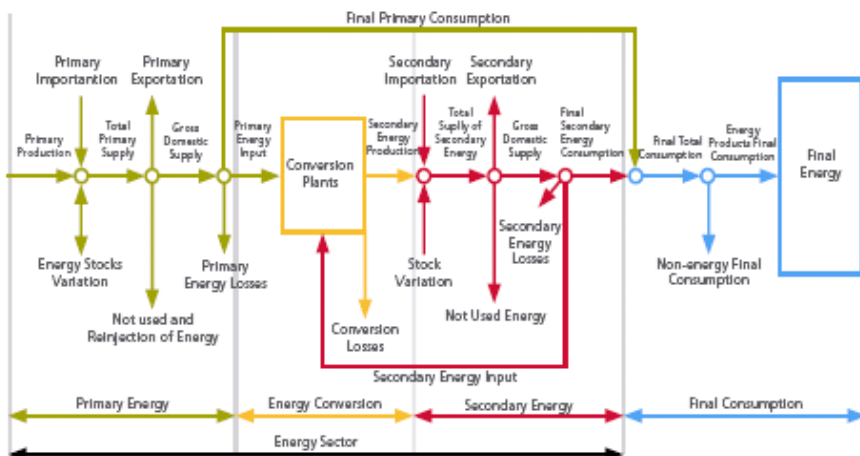 Final Primary Consumption
Primary
Importantion
Primary
Exportation
Secondary
Importation
Secondary
Exportation
Primary
Production
Total
Primary
Supply
Gross
Domestic
Supply
Primary
Energy
Input
Conversion
Plants
Secondary
Energy
Production
Total
Suplly of
Secondary
Energy
Gross
Domestic
Supply
Final
Secondary
Energy
Consumption
Final Total
Consumption
Energy
Products Final
Consumption
Final
Energy
Energy Stocks
Variation
Primary
Energy Losses
Stock
Variation
Secondary
Energy
Losses
Non-energy Final
Consumption
Not used and
Reinjection of Energy
Conversion
Losses
Not Used Energy
Secondary Energy Input
Primary Energy
Energy Conversion
Secondary Energy
Final Consumption
Energy Sector